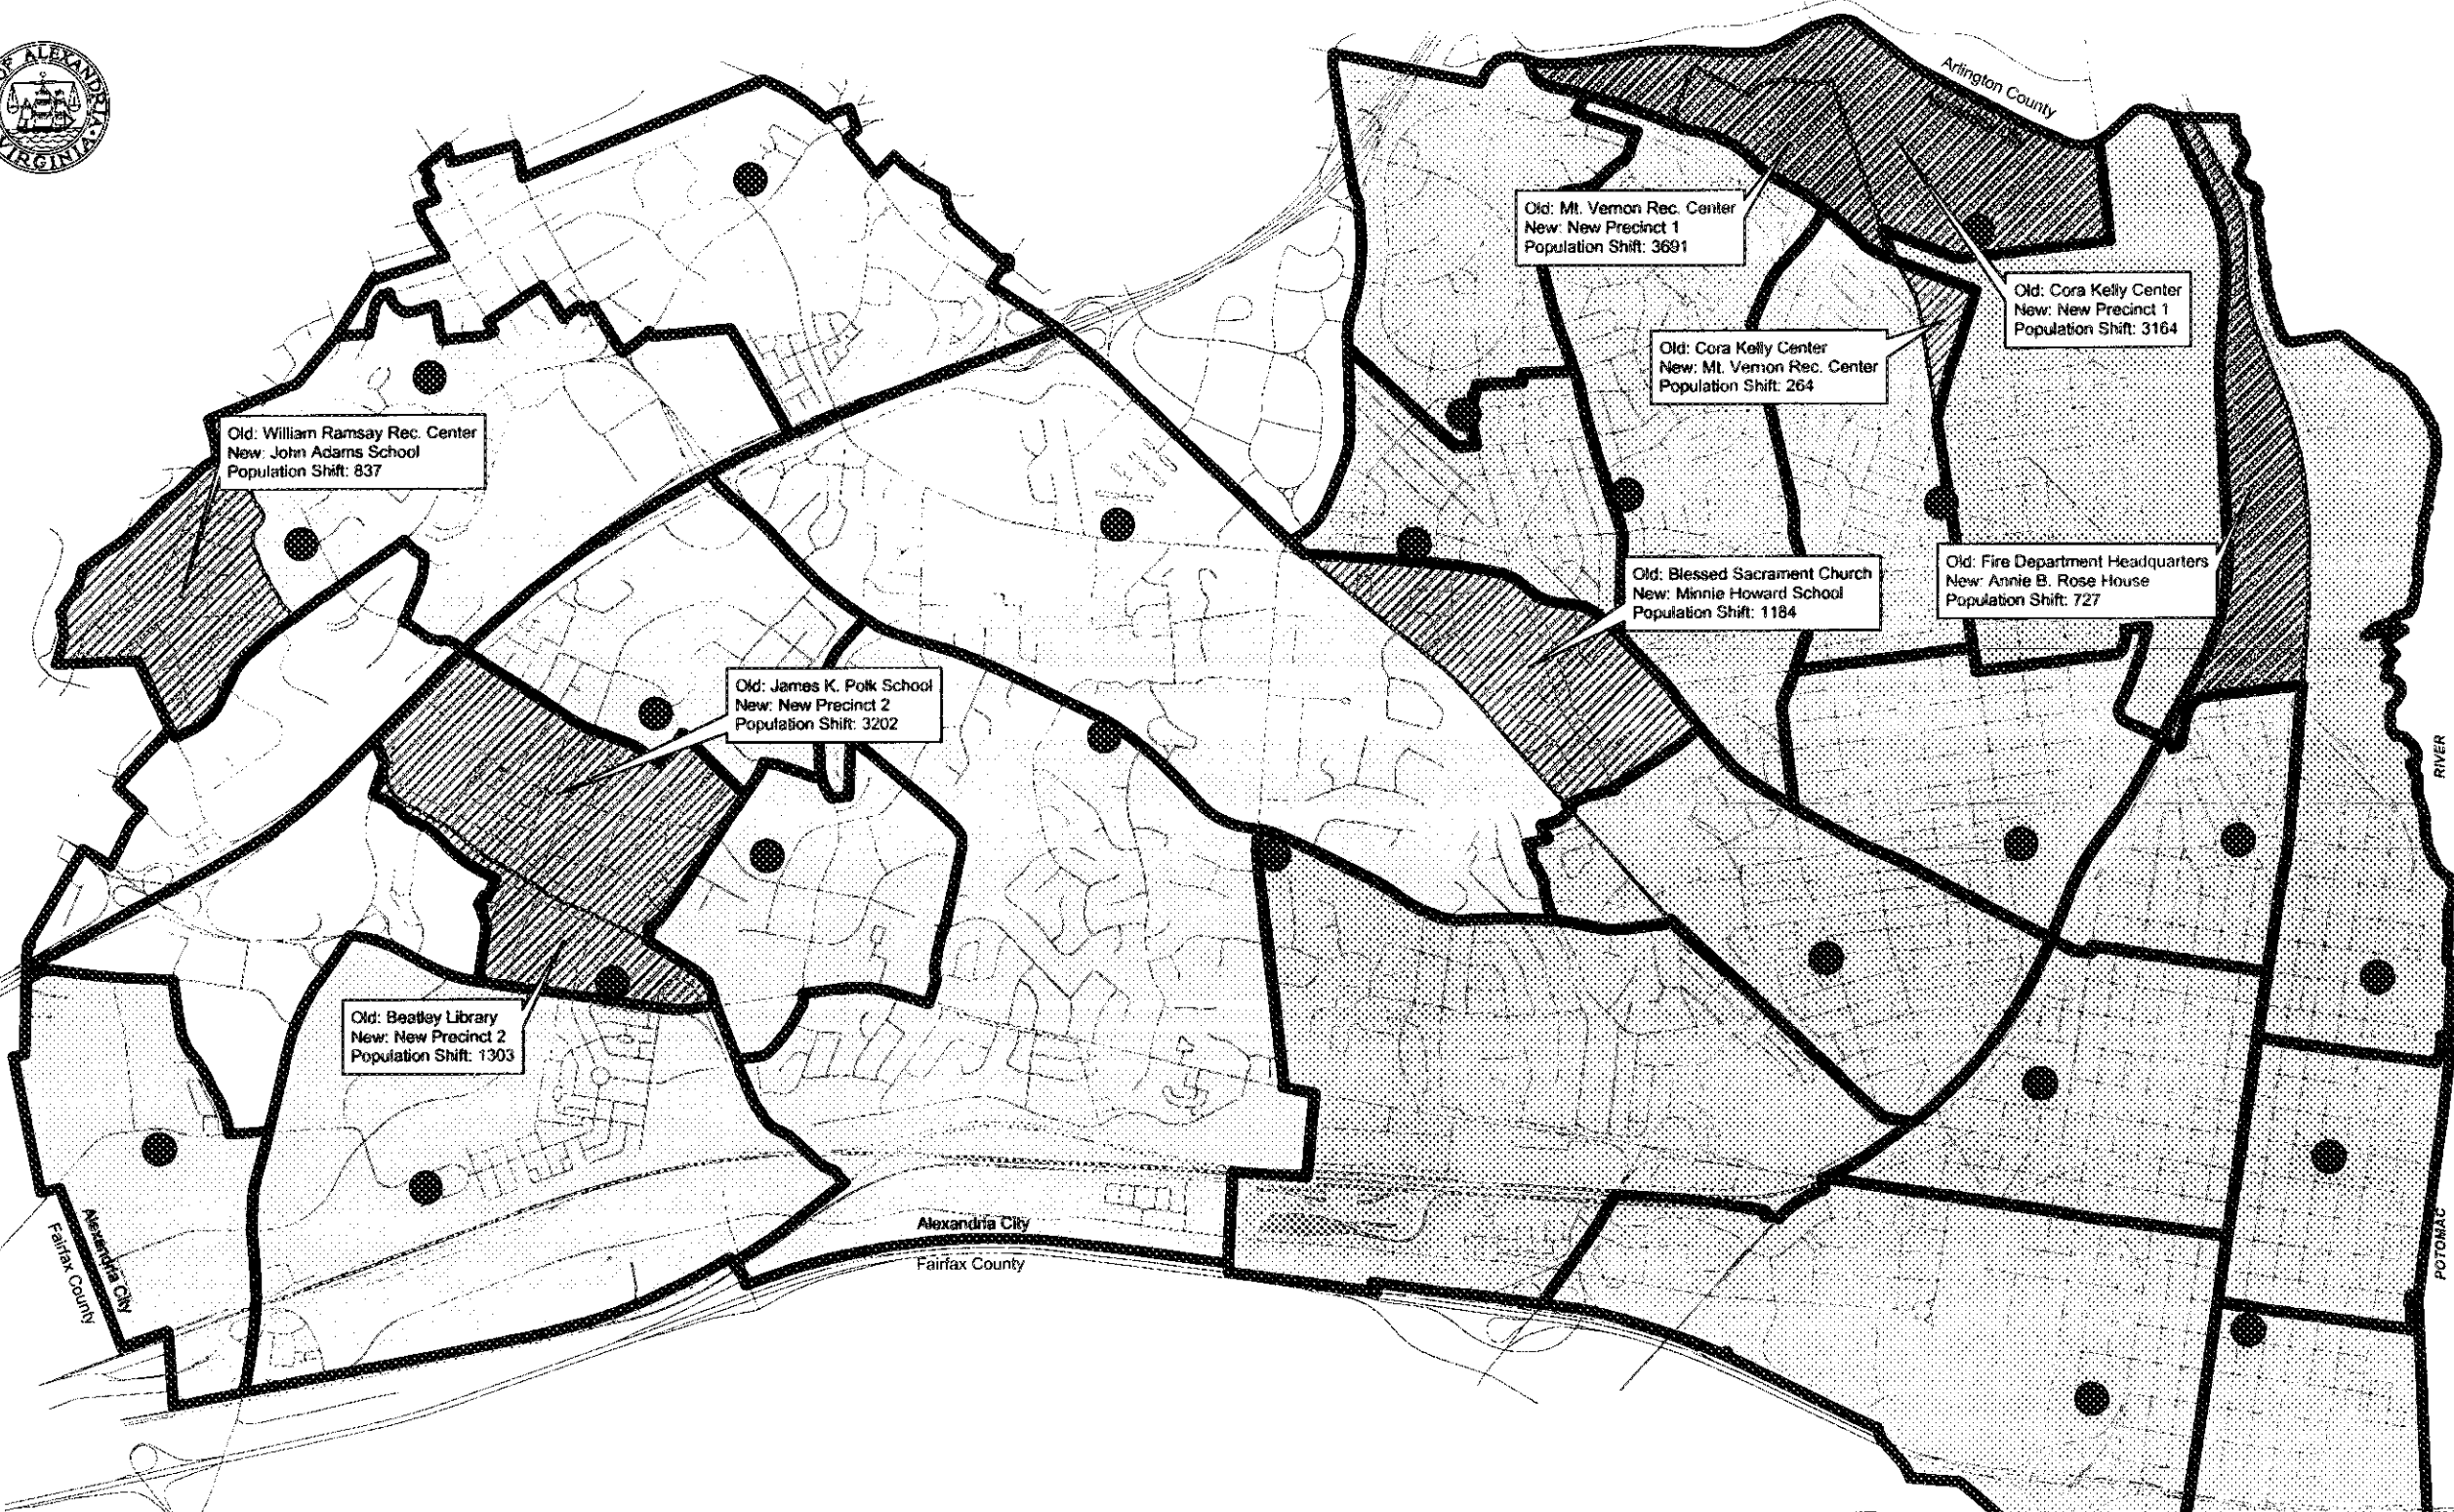 OF ALEXANDRIA
VIRGINIA
Arlington County
Old: Mt. Vernon Rec. Center
New: New Precinct 1
Population Shift: 3691
Old: Cora Kelly Center
New: New Precinct 1
Population Shift: 3164
Old: Cora Kelly Center
New: Mt. Vernon Rec. Center
Population Shift: 264
Old: William Ramsay Rec. Center
New: John Adams School
Population Shift: 837
Old: Blessed Sacrament Church
New: Minnie Howard School
Population Shift: 1184
Old: Fire Department Headquarters
New: Annie B. Rose House
Population Shift: 727
Old: James K. Polk School
New: New Precinct 2
Population Shift: 3202
Old: Beatley Library
New: New Precinct 2
Population Shift: 1303
Alexandria City
Fairfax County
Alexandria City
Fairfax County
POTOMAC
RIVER